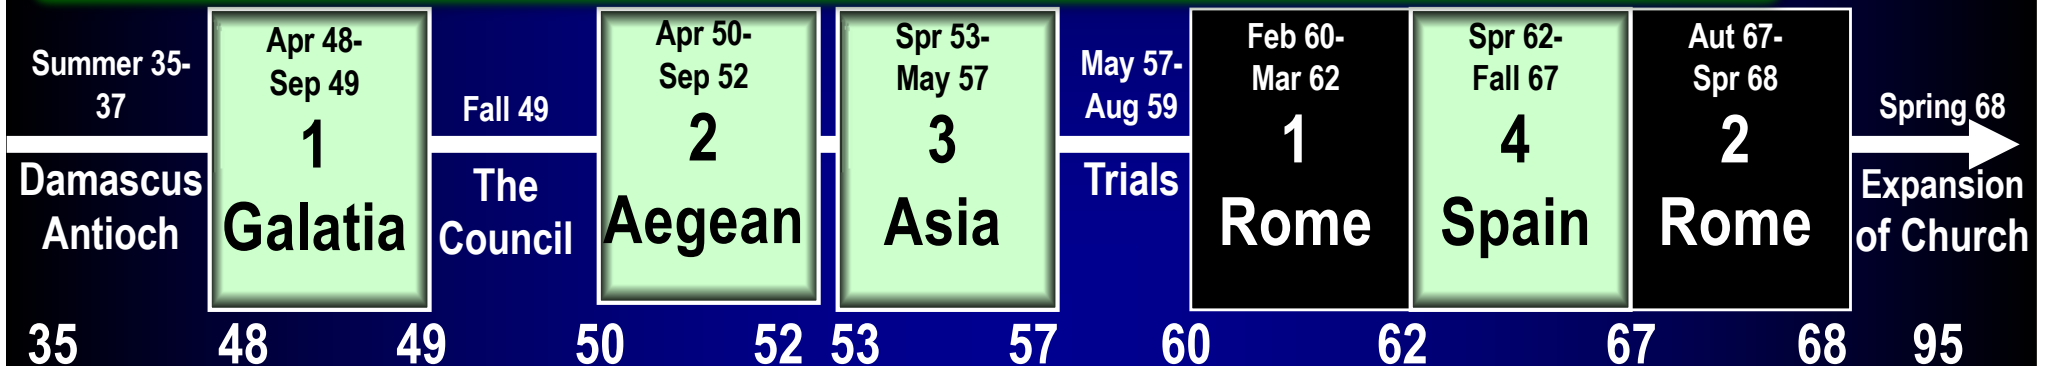 Summer 35-
37
Damascus
Antioch
Apr 48-
Sep 49
1
Galatia
Fall 49
The
Council
Apr 50-
Sep 52
2
Aegean
Spr 53-
May 57
3
Asia
May 57-
Aug 59
Trials
Feb 60-
Mar 62
1
Rome
Spr 62-
Fall 67
4
Spain
Aut 67-
Spr 68
2
Rome
Spring 68
Expansion
of Church
35 48 49 50 52 53 57 60 62 67 68 95